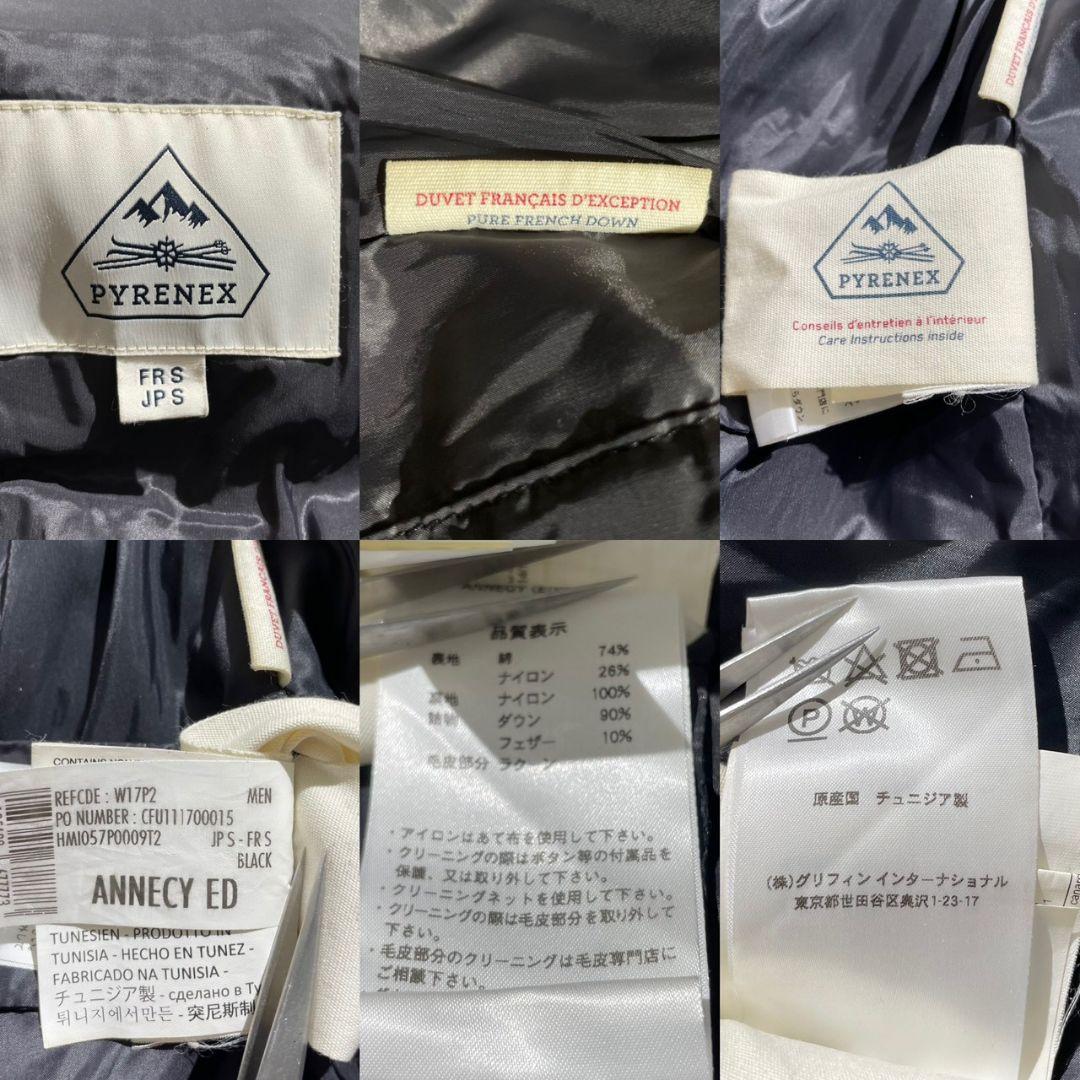 PYRENEX
FR S
JP S
DUVET FRANÇAIS D'EXCEPTION
PURE FRENCH DOWN
DUVET FRANÇAIS
PYRENEX
Conseils d'entretien à l'intérieur
Care Instructions inside
DUVET FRANÇAIS
REFCDE : W17P2 MEN
PO NUMBER : CFU111700015
HMI057P0009T2 JP S - FR S
BLACK
ANNECY ED
TUNESIEN - PRODOTTO IN
TUNISIA - HECHO EN TUNEZ -
FABRICADO NA TUNISIA -
チュニジア製 - сделано в Ту
튀니지에서만든 - 突尼斯制
ANNECY
品質表示
表地 綿 74%
ナイロン 26%
裏地 ナイロン 100%
詰物 ダウン 90%
フェザー 10%
毛皮部分 ラクーン
・アイロンはあて布を使用して下さい。
・クリーニングの際はボタン等の付属品を
保護、又は取り外して下さい。
・クリーニングネットを使用して下さい。
・クリーニングの際は毛皮部分を取り外して
下さい。
・毛皮部分のクリーニングは毛皮専門店に
ご相談下さい。
P
W
原産国 チュニジア製
(株)グリフィン インターナショナル
東京都世田谷区奥沢1-23-17